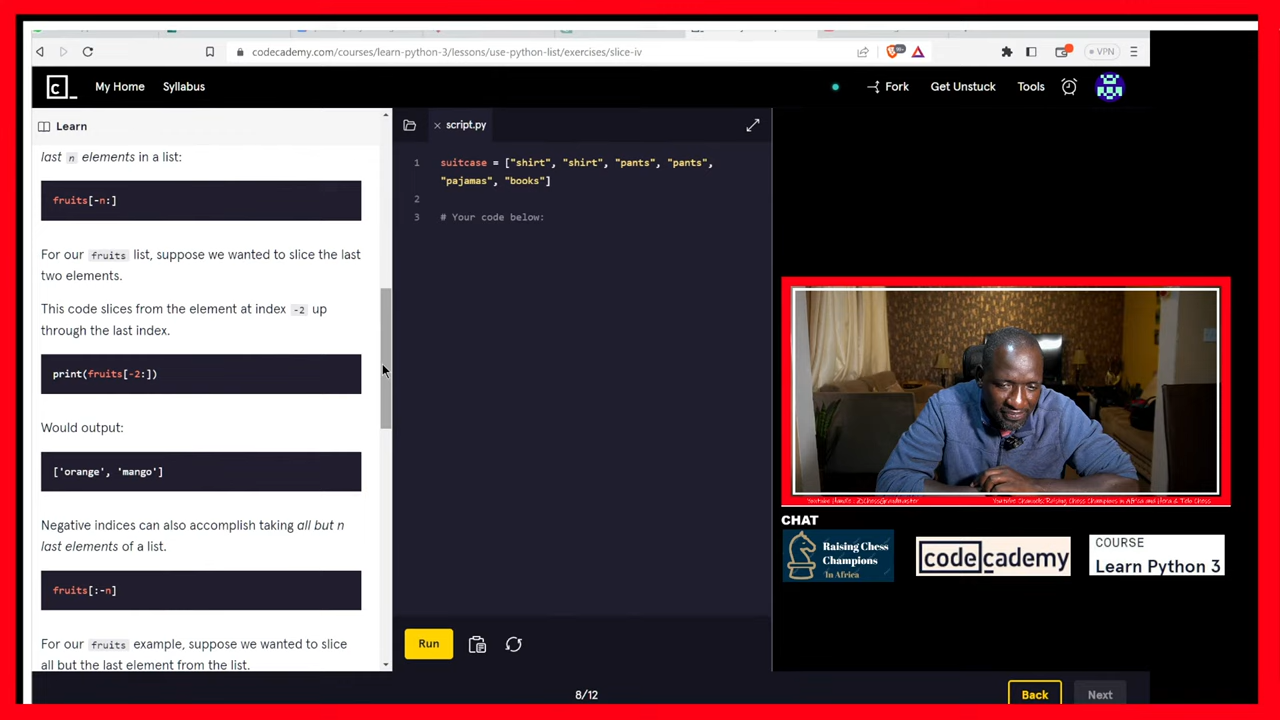 codecademy.com/courses/learn-python-3/lessons/use-python-list/exercises/slice-iv
99+
VPN
c _
My Home
Syllabus
Fork
Get Unstuck
Tools
Learn
last n elements in a list:
fruits[-n:]
For our fruits list, suppose we wanted to slice the last
two elements.
This code slices from the element at index -2 up
through the last index.
print(fruits[-2:])
Would output:
['orange', 'mango']
Negative indices can also accomplish taking all but n
last elements of a list.
fruits[:-n]
For our fruits example, suppose we wanted to slice
all but the last element from the list.
script.py
1 suitcase = ["shirt", "shirt", "pants", "pants",
"pajamas", "books"]
2
3 # Your code below:
Run
8/12
Back
Next
CHAT
Raising Chess
Champions
In Africa
codecademy
COURSE
Learn Python 3